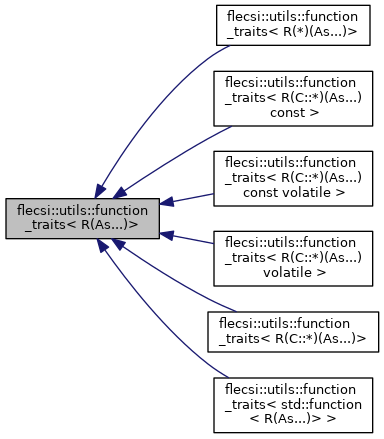 flecsi::utils::function
_traits< R(*)(As...)>
flecsi::utils::function
_traits< R(C::*)(As...)
const >
flecsi::utils::function
_traits< R(C::*)(As...)
const volatile >
flecsi::utils::function
_traits< R(As...)>
flecsi::utils::function
_traits< R(C::*)(As...)
volatile >
flecsi::utils::function
_traits< R(C::*)(As...)>
flecsi::utils::function
_traits< std::function
< R(As...)> >